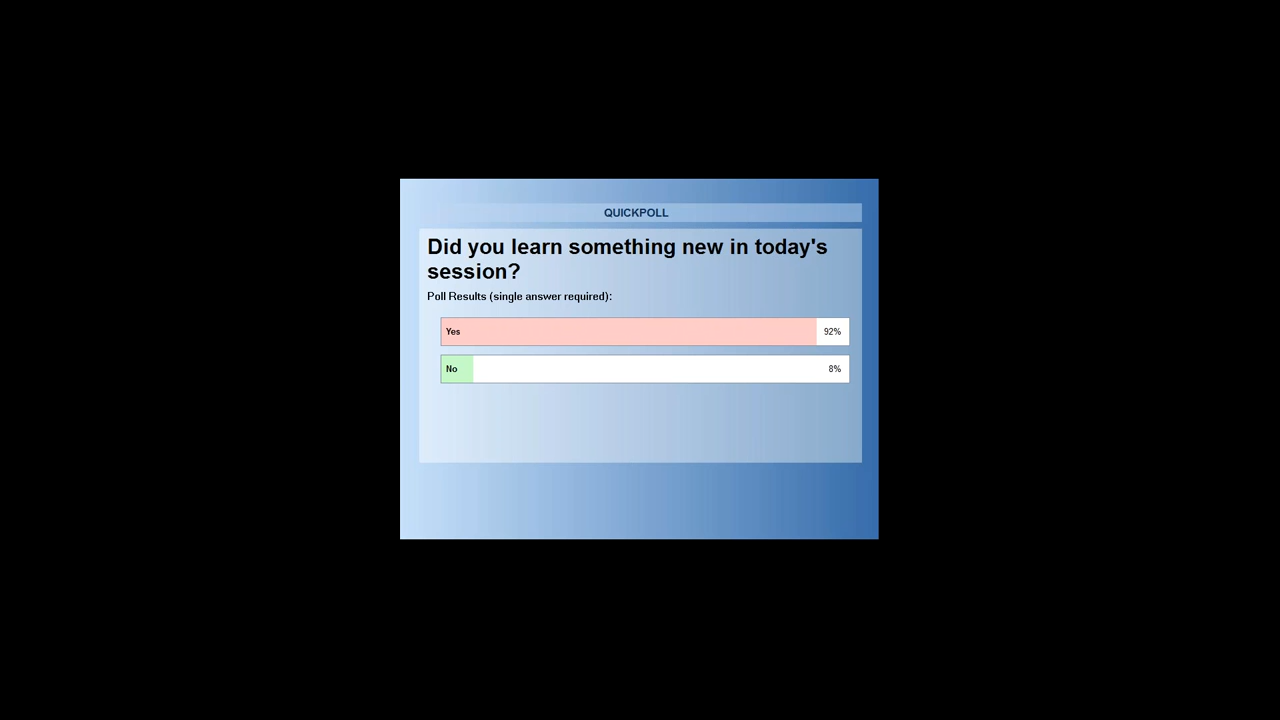 QUICKPOLL
Did you learn something new in today's
session?
Poll Results (single answer required):
Yes 92%
No 8%